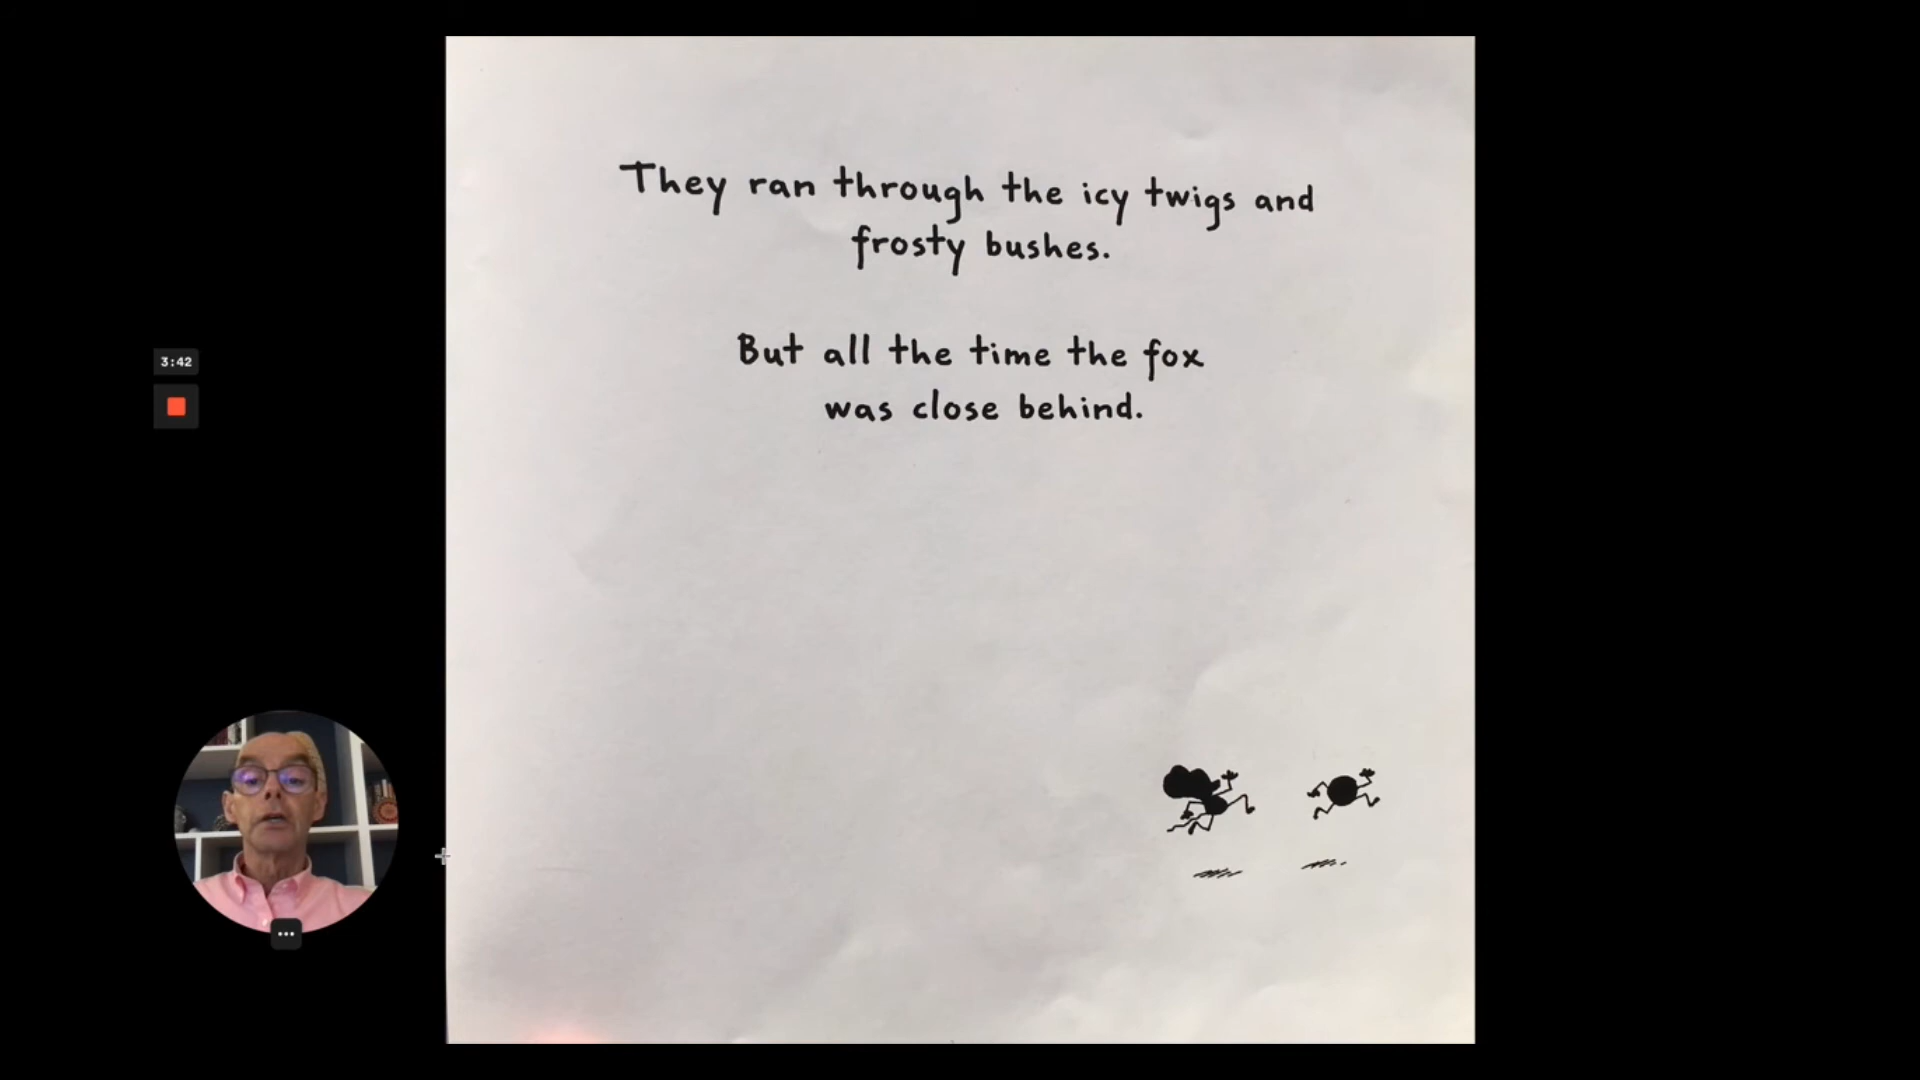 They ran through the icy twigs and
frosty bushes.
But all the time the fox
was close behind.
3:42